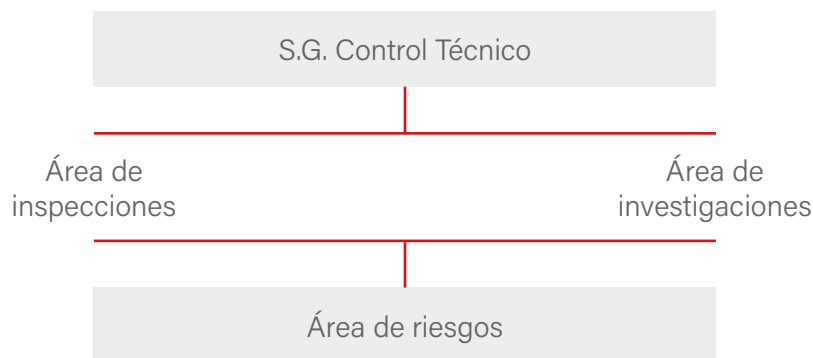 S.G. Control Técnico
Área de
inspecciones
Área de
investigaciones
Área de riesgos